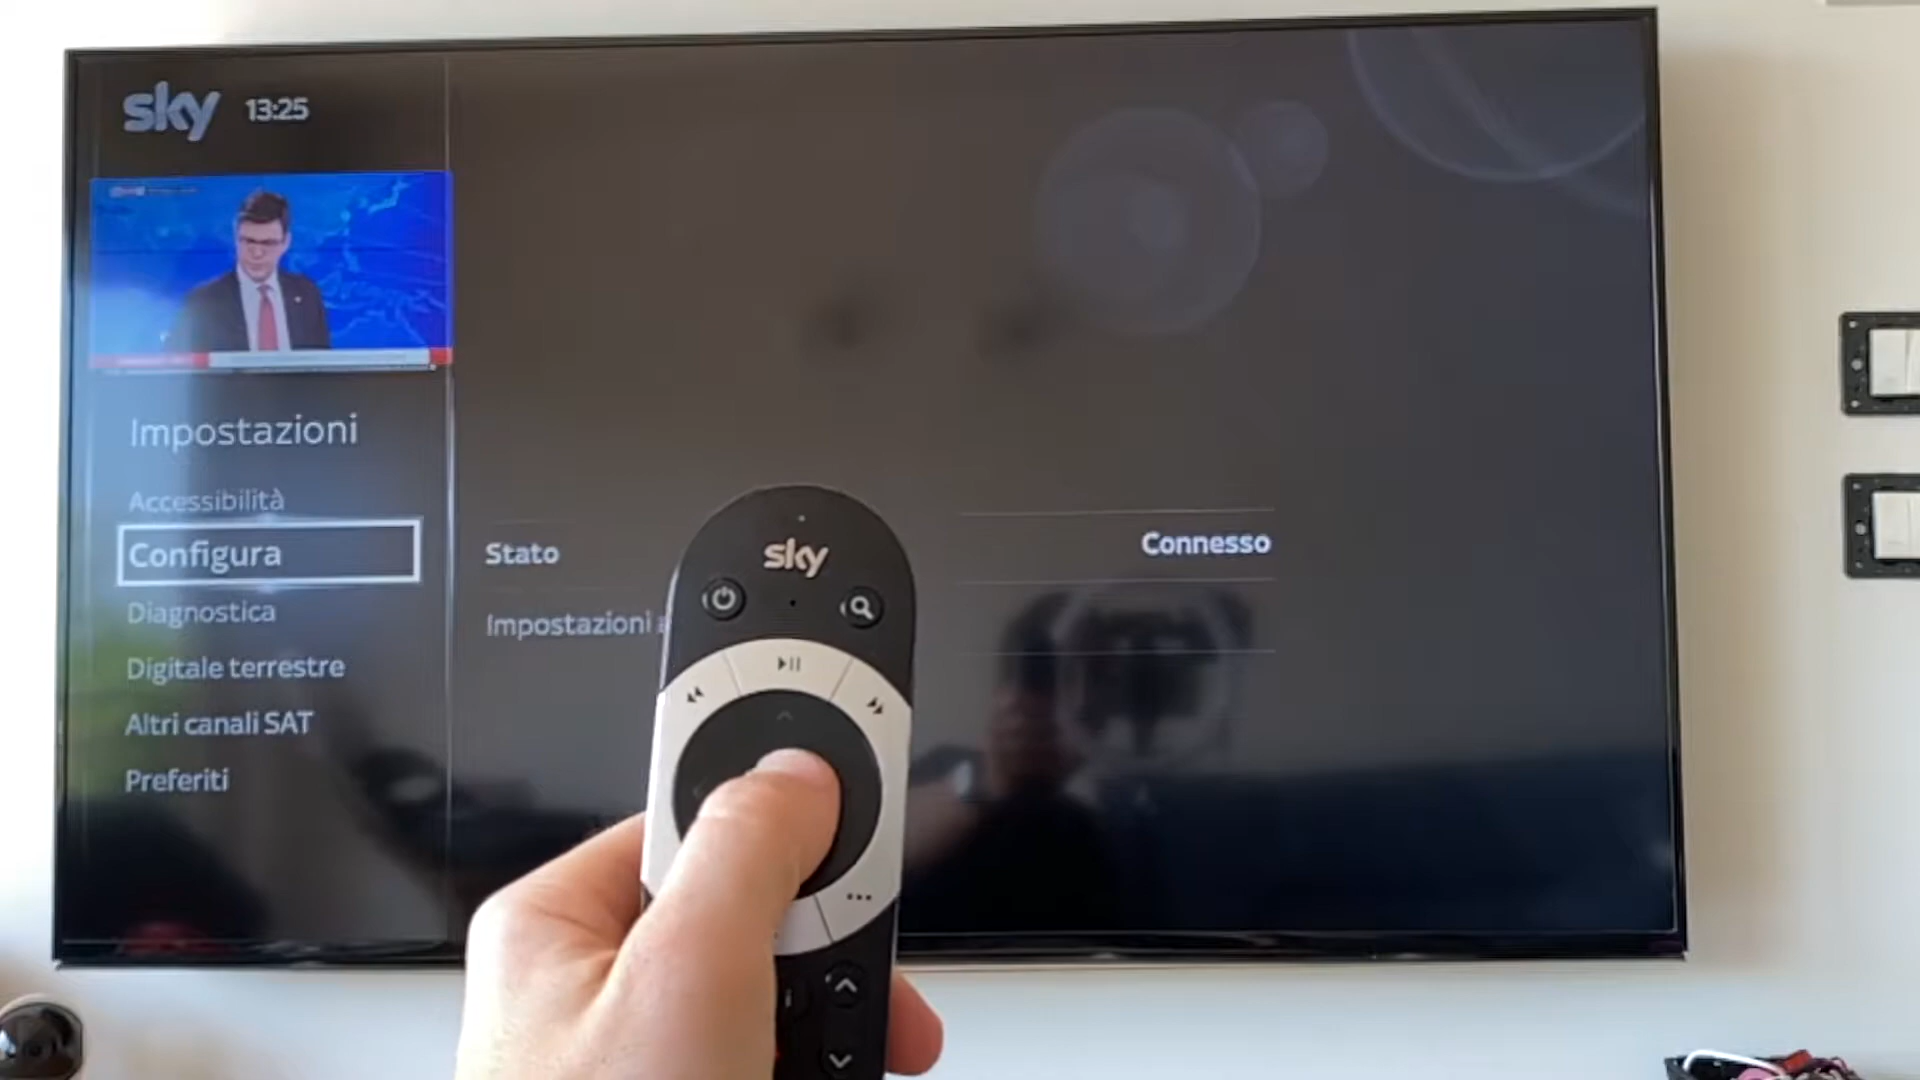 sky 13:25
Impostazioni
Accessibilità
Configura
Diagnostica
Digitale terrestre
Altri canali SAT
Preferiti
Stato Connesso
Impostazioni
sky